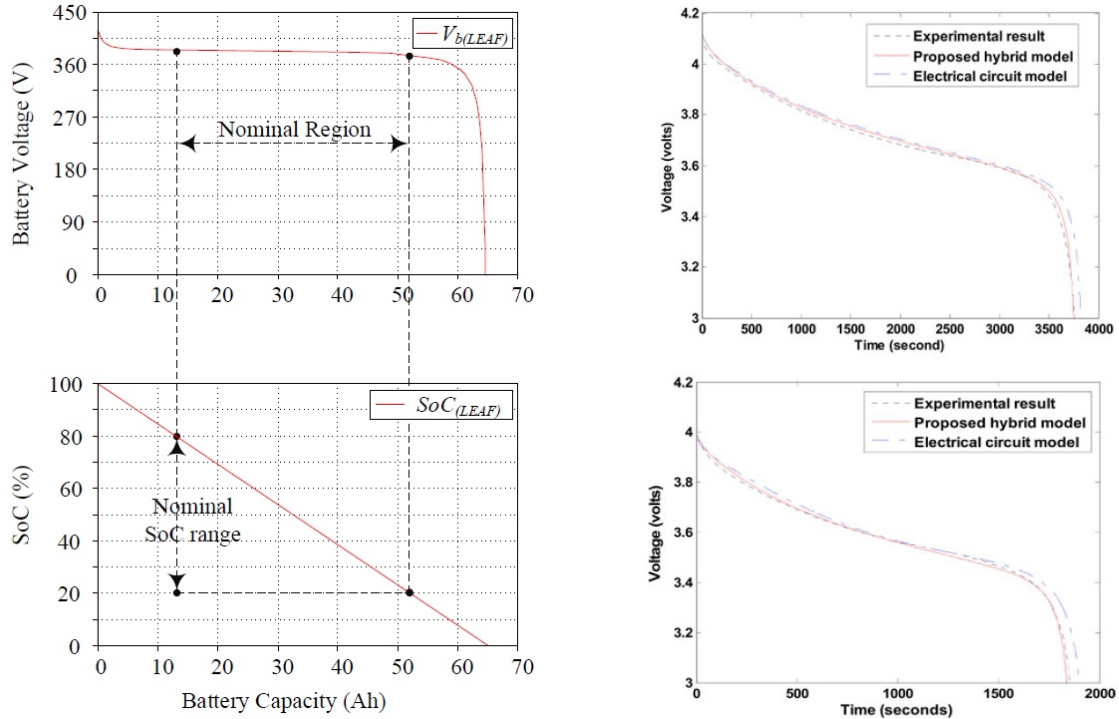 450
360
270
180
90
0
Battery Voltage (V)
V_b(LEAF)
Nominal Region
0 10 20 30 40 50 60 70
100
80
60
40
20
0
SoC (%)
SoC_(LEAF)
Nominal
SoC range
0 10 20 30 40 50 60 70
Battery Capacity (Ah)
4.2
4
3.8
3.6
3.4
3.2
3
Voltage (volts)
Experimental result
Proposed hybrid model
Electrical circuit model
0 500 1000 1500 2000 2500 3000 3500 4000
Time (second)
4.2
4
3.8
3.6
3.4
3.2
3
Voltage (volts)
Experimental result
Proposed hybrid model
Electrical circuit model
0 500 1000 1500 2000
Time (seconds)